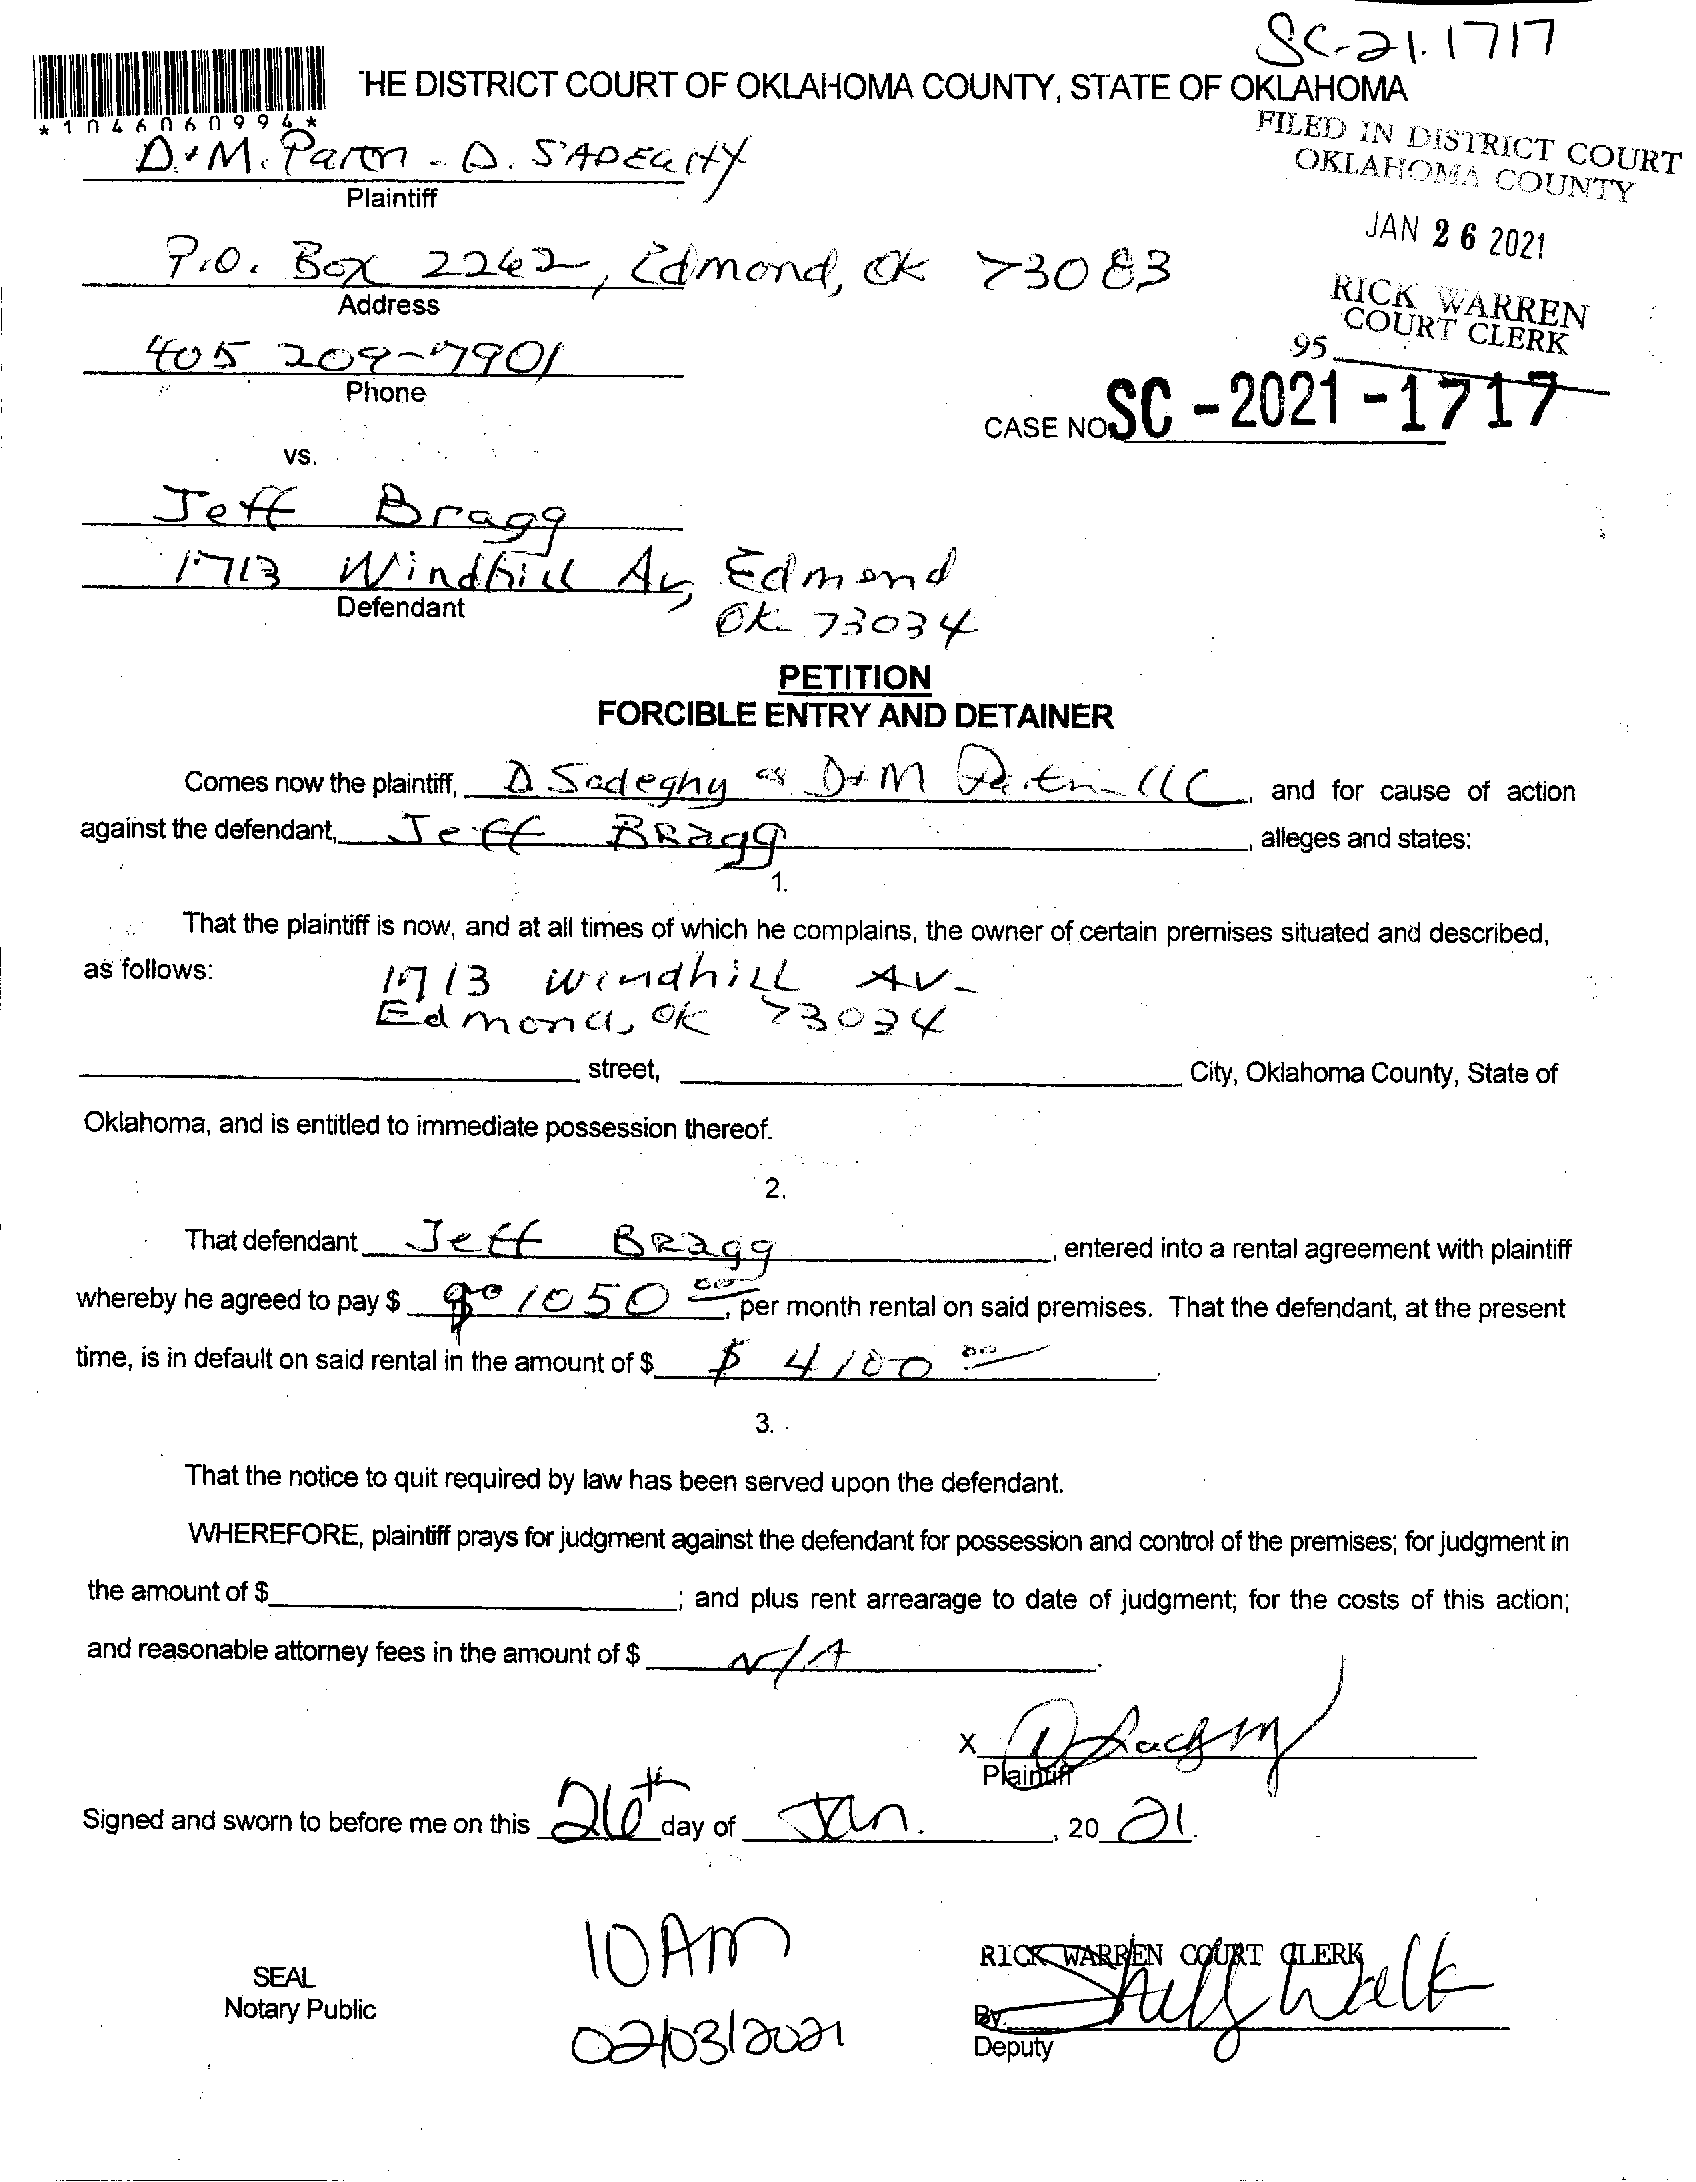 SC-21-1717
THE DISTRICT COURT OF OKLAHOMA COUNTY, STATE OF OKLAHOMA
*1046060994*
FILED IN DISTRICT COURT
OKLAHOMA COUNTY
D+M. - D. SADEGHY
Plaintiff
JAN 26 2021
P.O. Box 2262, Edmond, OK 73083
Address
RICK WARREN
COURT CLERK
405 209-7901
95
Phone
CASE NO. SC-2021-1717
vs.
Jeff Bragg
1713 Windhill Av, Edmond
OK 73034
Defendant
PETITION
FORCIBLE ENTRY AND DETAINER
Comes now the plaintiff, D Sadeghy as D+M LLC, and for cause of action
against the defendant, Jeff BRagg, alleges and states:
1.
That the plaintiff is now, and at all times of which he complains, the owner of certain premises situated and described,
as follows: 1713 windhill AV-
Edmond, OK 73034
street, City, Oklahoma County, State of
Oklahoma, and is entitled to immediate possession thereof.
2.
That defendant Jeff BRagg, entered into a rental agreement with plaintiff
whereby he agreed to pay $ 1050 00, per month rental on said premises. That the defendant, at the present
time, is in default on said rental in the amount of $ $ 4100 00.
3.
That the notice to quit required by law has been served upon the defendant.
WHEREFORE, plaintiff prays for judgment against the defendant for possession and control of the premises; for judgment in
the amount of $ ; and plus rent arrearage to date of judgment; for the costs of this action;
and reasonable attorney fees in the amount of $ N/A.
X
Plaintiff
Signed and sworn to before me on this 26th day of Jan., 20 21.
10AM
02/03/2021
SEAL
Notary Public
RICK WARREN COURT CLERK
By
Deputy